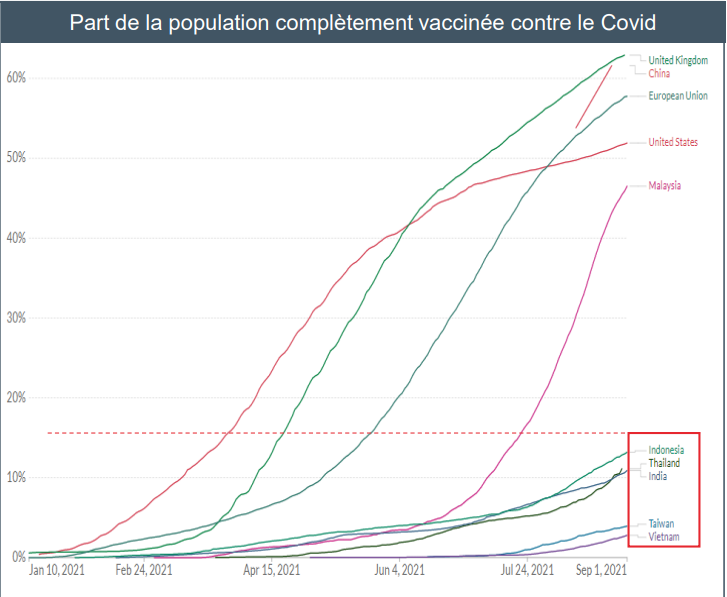 Part de la population complètement vaccinée contre le Covid
60%
50%
40%
30%
20%
10%
0%
United Kingdom
China
European Union
United States
Malaysia
Indonesia
Thailand
India
Taiwan
Vietnam
Jan 10, 2021 Feb 24, 2021 Apr 15, 2021 Jun 4, 2021 Jul 24, 2021 Sep 1, 2021